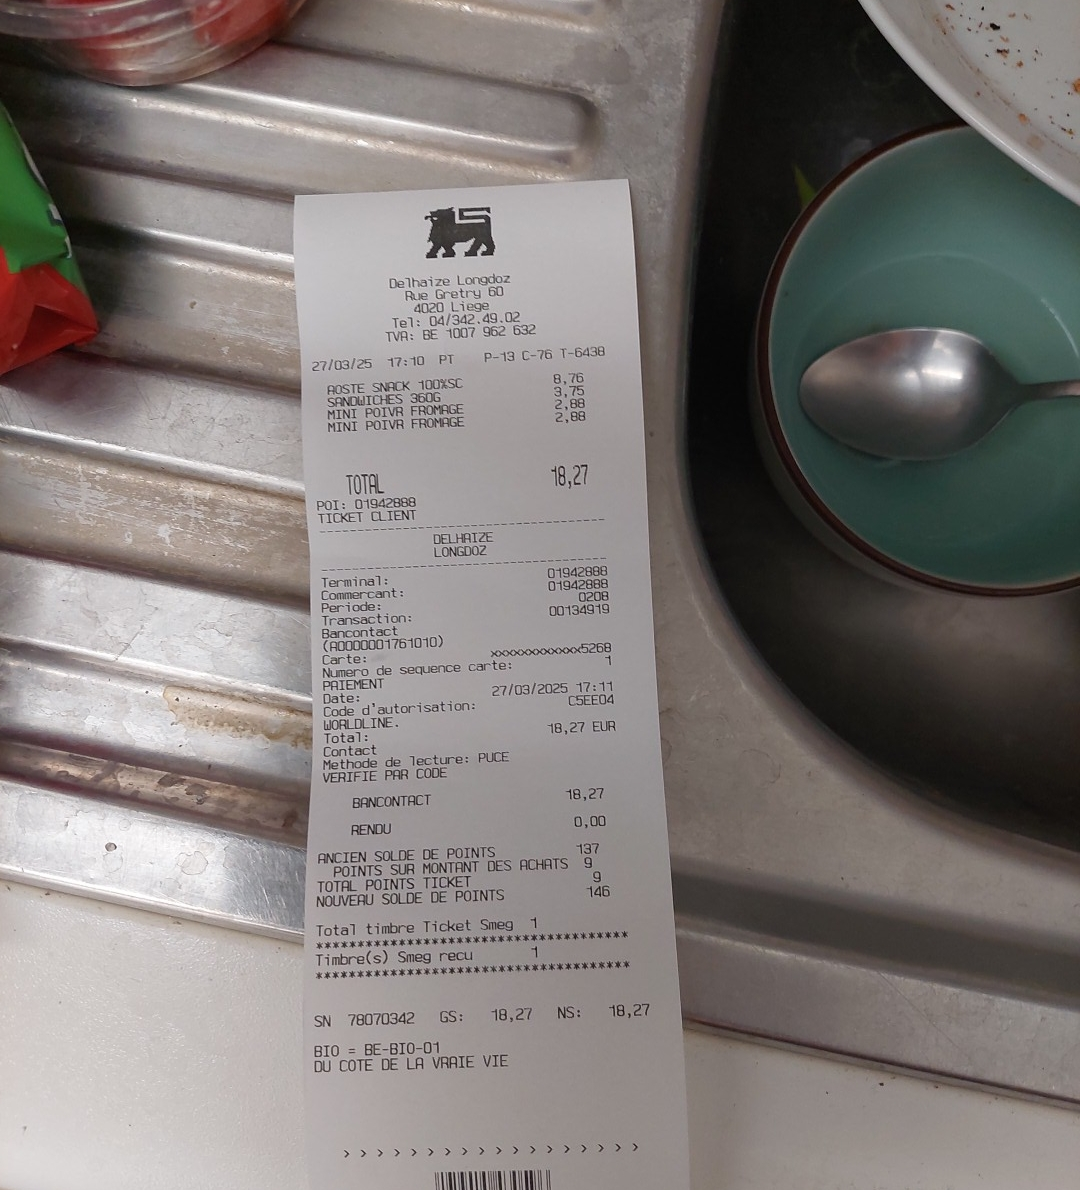 Delhaize Longdoz
Rue Gretry 60
4020 Liege
Tel: 04/342.49.02
TVA: BE 1007 962 632
27/03/25 17:10 PT P-13 C-76 T-6438
AOSTE SNACK 100%SC 8,76
SANDWICHES 360G 3,75
MINI POIVR FROMAGE 2,88
MINI POIVR FROMAGE 2,88
TOTAL 18,27
POI: 01942888
TICKET CLIENT
DELHAIZE
LONGDOZ
Terminal: 01942888
Commercant: 01942888
Periode: 0208
Transaction: 00134919
Bancontact
(A0000001761010)
Carte: xxxxxxxxxxxxx5268
Numero de sequence carte: 1
PAIEMENT
Date: 27/03/2025 17:11
Code d'autorisation: C5EE04
WORLDLINE.
Total: 18,27 EUR
Contact
Methode de lecture: PUCE
VERIFIE PAR CODE
BANCONTACT 18,27
RENDU 0,00
ANCIEN SOLDE DE POINTS 137
POINTS SUR MONTANT DES ACHATS 9
TOTAL POINTS TICKET 9
NOUVEAU SOLDE DE POINTS 146
Total timbre Ticket Smeg 1
**************************************
Timbre(s) Smeg recu 1
**************************************
SN 78070342 GS: 18,27 NS: 18,27
BIO = BE-BIO-01
DU COTE DE LA VRAIE VIE
> > > > > > > > > > > > > > >